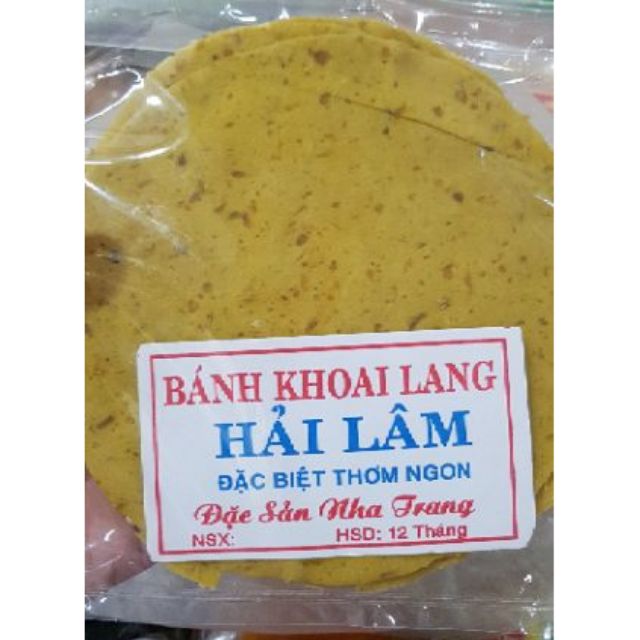 BÁNH KHOAI LANG
HẢI LÂM
ĐẶC BIỆT THƠM NGON
Đặc Sản Nha Trang
NSX: HSD: 12 Tháng